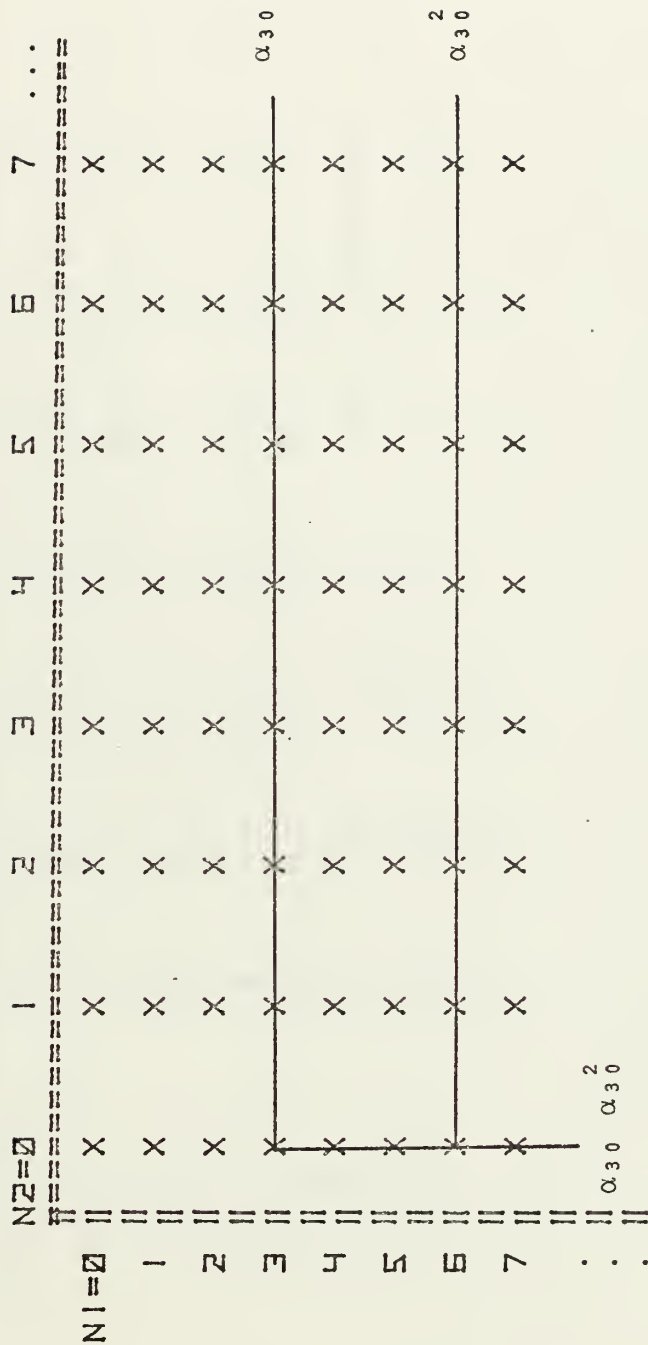 N2=0 1 2 3 4 5 6 7 ...
N1=0 X X X X X X X X
1 X X X X X X X X
2 X X X X X X X X
3 X X X X X X X X α₃₀
4 X X X X X X X X
5 X X X X X X X X
6 X X X X X X X X α₃₀²
7 X X X X X X X X
...
α₃₀ α₃₀²